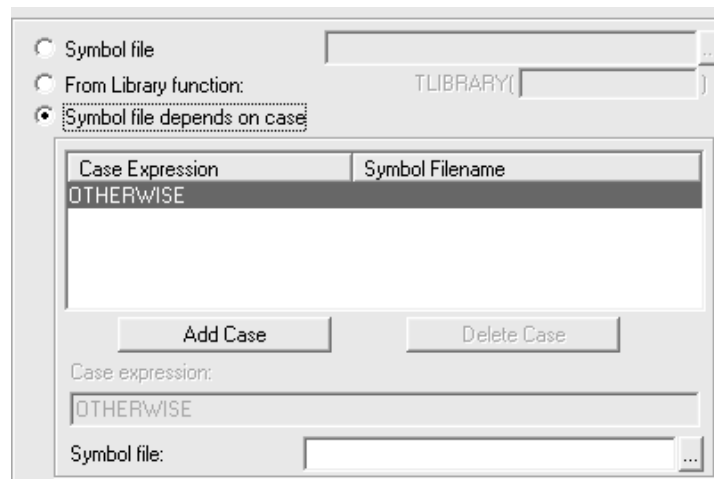 Symbol file ...
From Library function: TLIBRARY( )
Symbol file depends on case
Case Expression Symbol Filename
OTHERWISE
Add Case Delete Case
Case expression:
OTHERWISE
Symbol file: ...